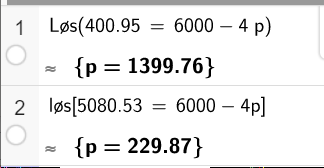 1 Løs(400.95 = 6000 – 4 p)
≈ {p = 1399.76}
2 løs[5080.53 = 6000 – 4p]
≈ {p = 229.87}